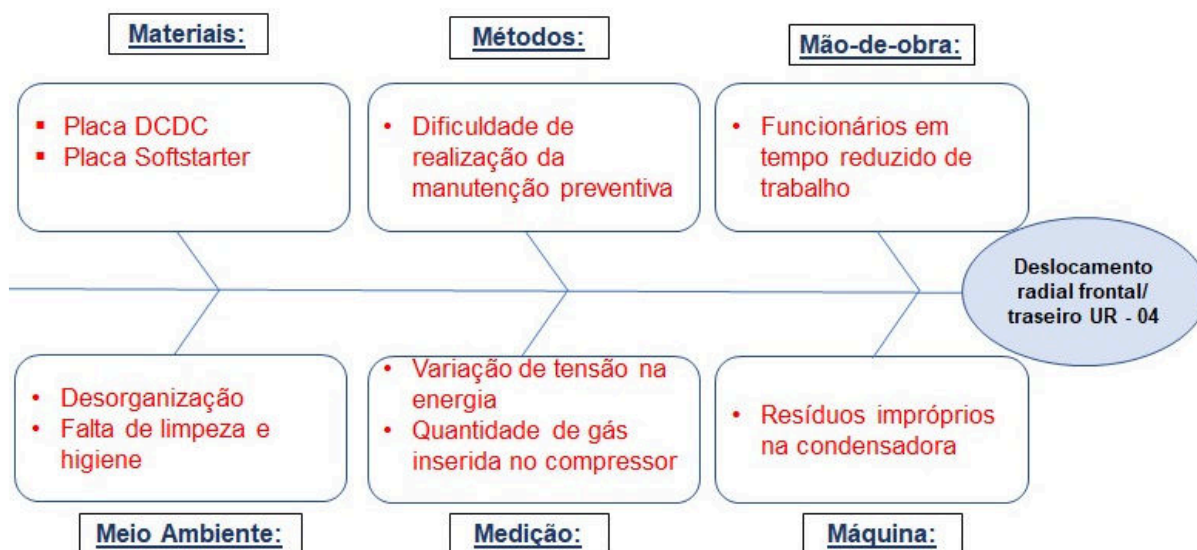 Materiais:
Métodos:
Mão-de-obra:
▪ Placa DCDC
▪ Placa Softstarter
• Dificuldade de
realização da
manutenção preventiva
• Funcionários em
tempo reduzido de
trabalho
Deslocamento
radial frontal/
traseiro UR - 04
• Desorganização
• Falta de limpeza e
higiene
• Variação de tensão na
energia
• Quantidade de gás
inserida no compressor
• Resíduos impróprios
na condensadora
Meio Ambiente:
Medição:
Máquina: